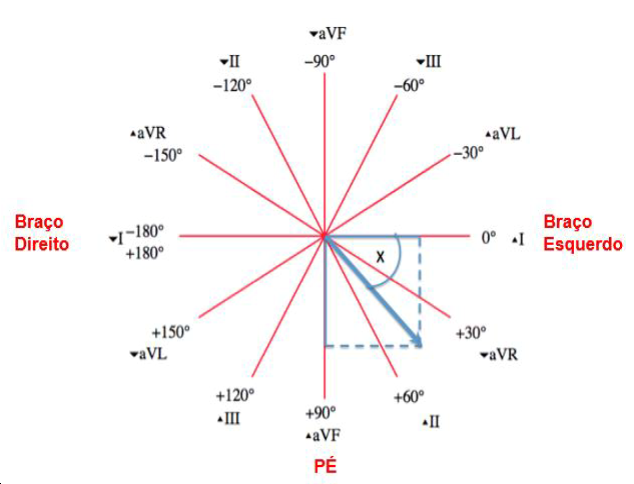 ▾aVF
−90°
▾II
−120°
▾III
−60°
▴aVR
−150°
▴aVL
−30°
Braço
Direito
▾I
−180°
+180°
0°
▴I
Braço
Esquerdo
X
+150°
▾aVL
+30°
▾aVR
+120°
▴III
+90°
▴aVF
+60°
▴II
PÉ